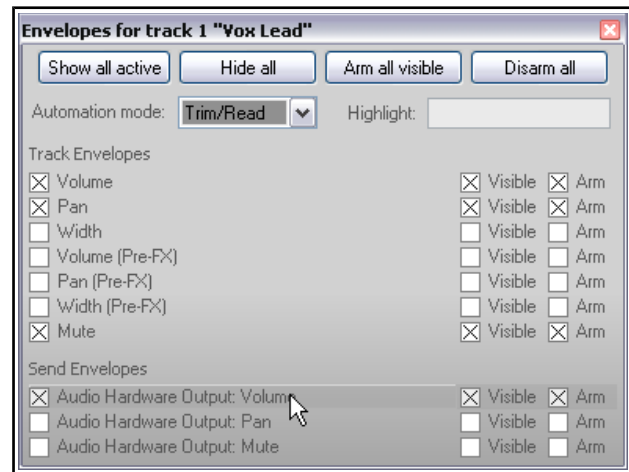 Envelopes for track 1 "Vox Lead"
Show all active Hide all Arm all visible Disarm all
Automation mode: Trim/Read Highlight:
Track Envelopes
Volume Visible Arm
Pan Visible Arm
Width Visible Arm
Volume (Pre-FX) Visible Arm
Pan (Pre-FX) Visible Arm
Width (Pre-FX) Visible Arm
Mute Visible Arm
Send Envelopes
Audio Hardware Output: Volume Visible Arm
Audio Hardware Output: Pan Visible Arm
Audio Hardware Output: Mute Visible Arm